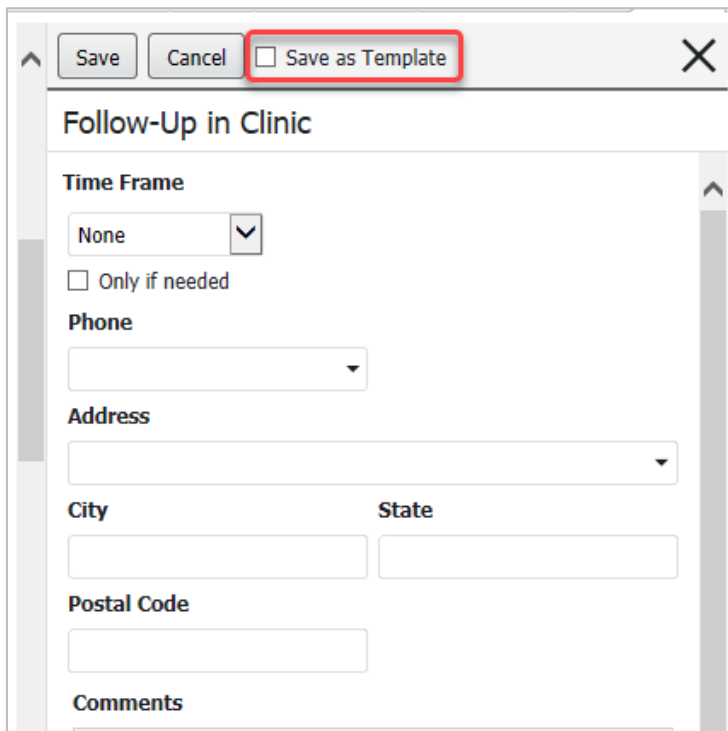 Save Cancel Save as Template
Follow-Up in Clinic
Time Frame
None
Only if needed
Phone
Address
City State
Postal Code
Comments